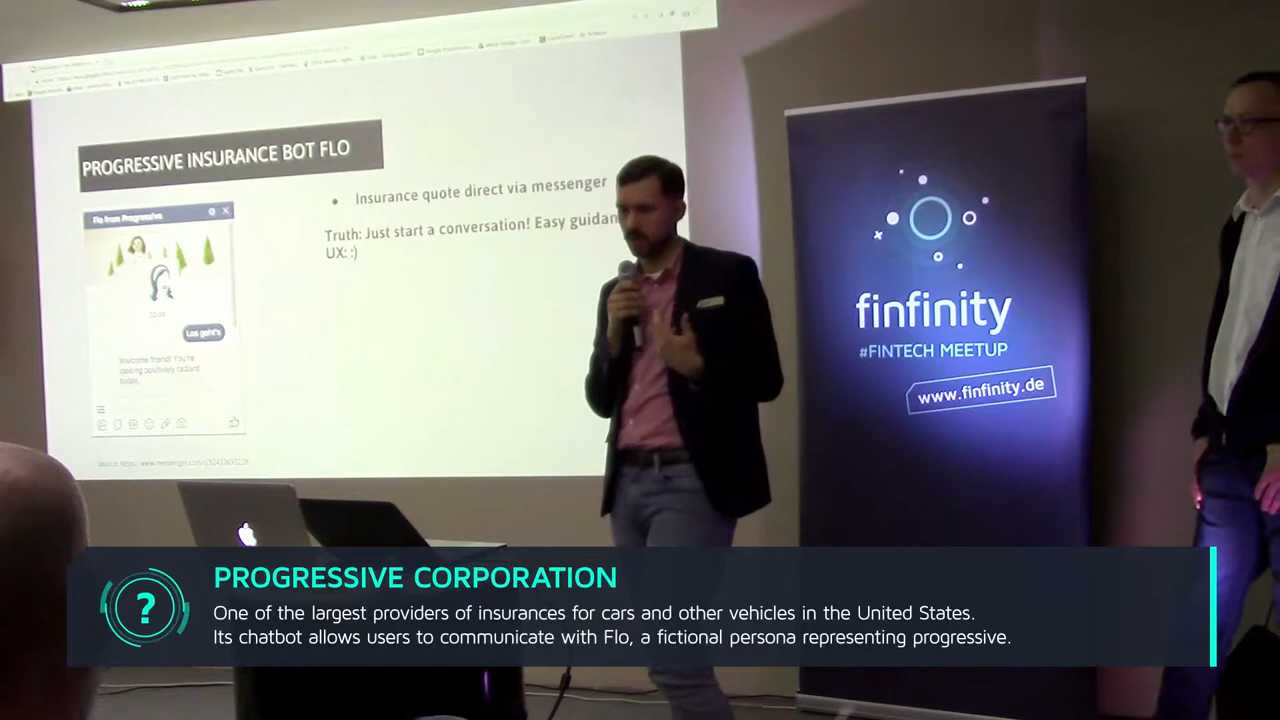 PROGRESSIVE INSURANCE BOT FLO
Flo from Progressive
Los geht's
Welcome friend! You're
looking positively radiant
today.
• Insurance quote direct via messenger
Truth: Just start a conversation! Easy guidan
UX: :)
finfinity
#FINTECH MEETUP
www.finfinity.de
?
PROGRESSIVE CORPORATION
One of the largest providers of insurances for cars and other vehicles in the United States.
Its chatbot allows users to communicate with Flo, a fictional persona representing progressive.